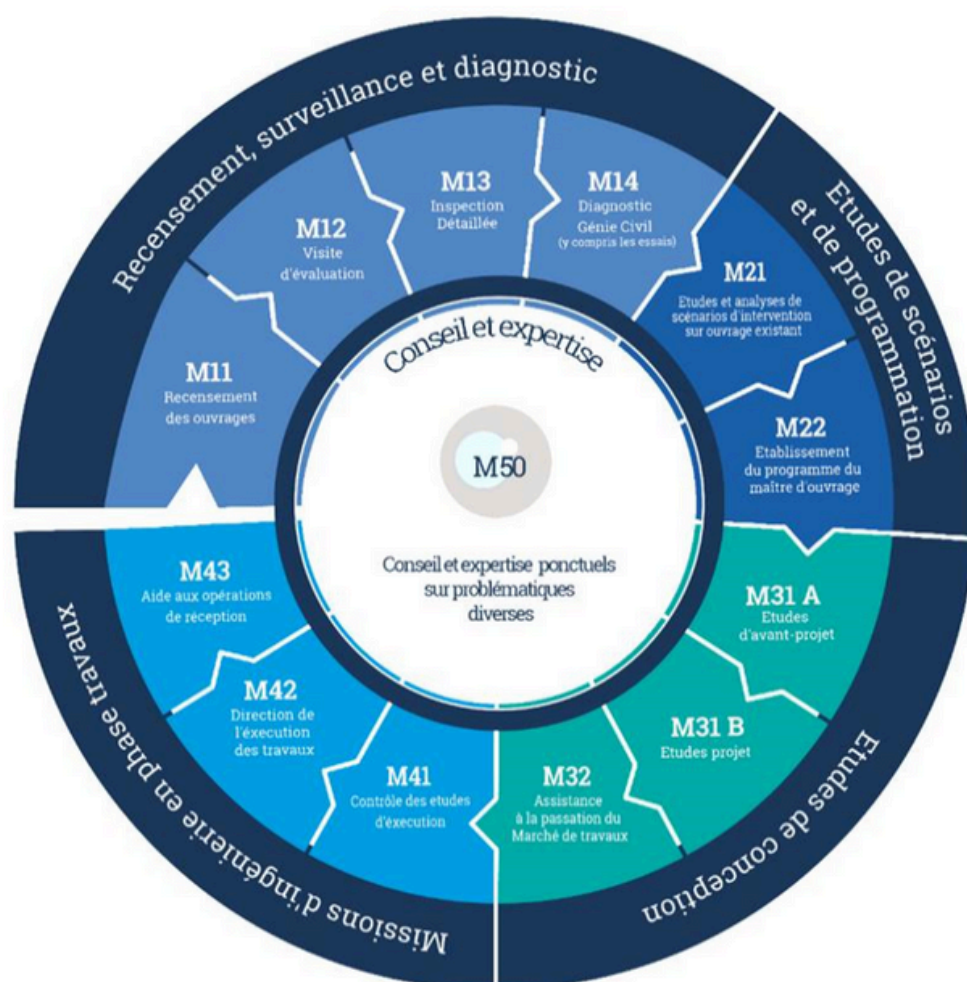 Recensement, surveillance et diagnostic
M11
Recensement
des ouvrages
M12
Visite
d'évaluation
M13
Inspection
Détaillée
M14
Diagnostic
Génie Civil
(y compris les essais)
Etudes de scénarios
et de programmation
M21
Etudes et analyses de
scénarios d'intervention
sur ouvrage existant
M22
Etablissement
du programme du
maître d'ouvrage
Etudes de conception
M31 A
Etudes
d'avant-projet
M31 B
Etudes projet
M32
Assistance
à la passation du
Marché de travaux
Missions d'ingénierie en phase travaux
M41
Contrôle des etudes
d'éxecution
M42
Direction de
l'éxecution
des travaux
M43
Aide aux opérations
de réception
Conseil et expertise
M50
Conseil et expertise ponctuels
sur problématiques
diverses